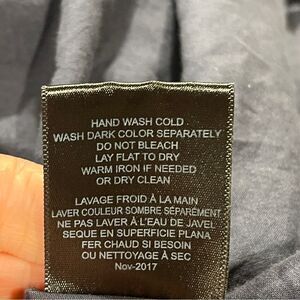 HAND WASH COLD
WASH DARK COLOR SEPARATELY
DO NOT BLEACH
LAY FLAT TO DRY
WARM IRON IF NEEDED
OR DRY CLEAN
LAVAGE FROID À LA MAIN
LAVER COULEUR SOMBRE SÉPARÉMENT
NE PAS LAVER À L'EAU DE JAVEL
SEQUE EN SUPERFICIE PLANA
FER CHAUD SI BESOIN
OU NETTOYAGE À SEC
Nov-2017